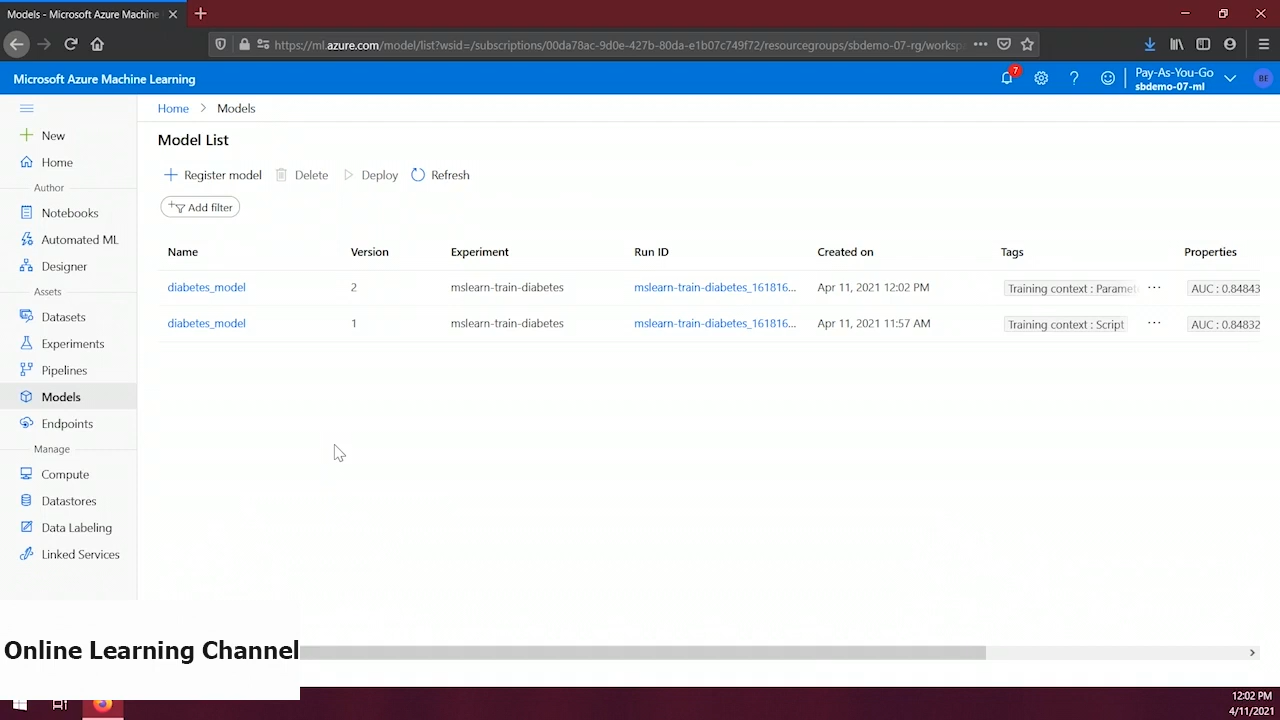 Models - Microsoft Azure Machine
https://ml.azure.com/model/list?wsid=/subscriptions/00da78ac-9d0e-427b-80da-e1b07c749f72/resourcegroups/sbdemo-07-rg/worksp
Microsoft Azure Machine Learning
7
Pay-As-You-Go
sbdemo-07-ml
BE
Home > Models
Model List
New
Home
Author
Notebooks
Automated ML
Designer
Assets
Datasets
Experiments
Pipelines
Models
Endpoints
Manage
Compute
Datastores
Data Labeling
Linked Services
Register model Delete Deploy Refresh
Add filter
Name Version Experiment Run ID Created on Tags Properties
diabetes_model 2 mslearn-train-diabetes mslearn-train-diabetes_161816... Apr 11, 2021 12:02 PM Training context : Paramet ... AUC : 0.84843
diabetes_model 1 mslearn-train-diabetes mslearn-train-diabetes_161816... Apr 11, 2021 11:57 AM Training context : Script ... AUC : 0.84832
Online Learning Channel
12:02 PM
4/11/2021